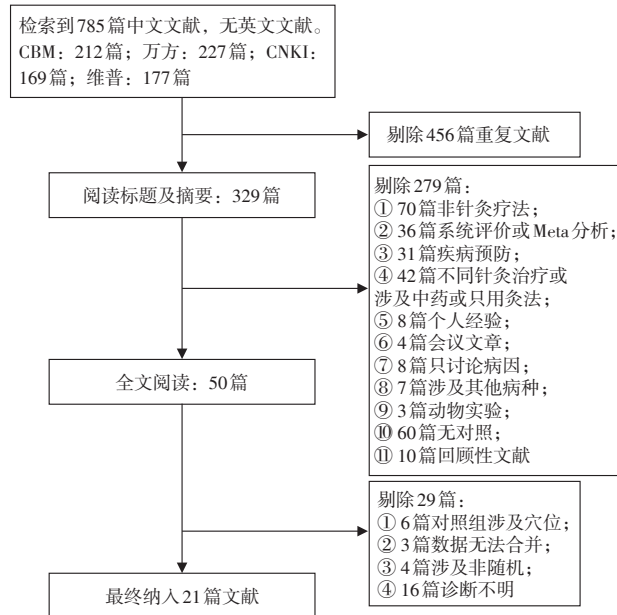 检索到785篇中文文献，无英文文献。
CBM：212篇；万方：227篇；CNKI：
169篇；维普：177篇
剔除456篇重复文献
阅读标题及摘要：329篇
剔除279篇：
① 70篇非针灸疗法；
② 36篇系统评价或Meta分析；
③ 31篇疾病预防；
④ 42篇不同针灸治疗或
涉及中药或只用灸法；
⑤ 8篇个人经验；
⑥ 4篇会议文章；
⑦ 8篇只讨论病因；
⑧ 7篇涉及其他病种；
⑨ 3篇动物实验；
⑩ 60篇无对照；
⑪ 10篇回顾性文献
全文阅读：50篇
剔除29篇：
① 6篇对照组涉及穴位；
② 3篇数据无法合并；
③ 4篇涉及非随机；
④ 16篇诊断不明
最终纳入21篇文献